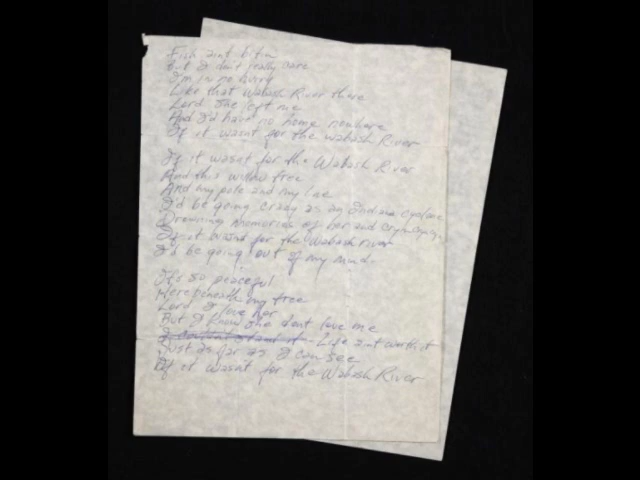 Fish aint bitin
But I don't really care
I'm in no hurry
Like that Wabash River there
Lord she left me
And I'd have no home nowhere
If it wasnt for the wabash River
If it wasnt for the Wabash River
And this willow tree
And my pole and my line
I'd be going crazy as an Indiana cyclone
Drowning memories of her and
If it wasnt for the Wabash river
I'd be going out of my mind.
It's so peaceful
Here beneath my tree
Lord I love her
But I know she dont love me
I couldnt stand it - Life aint worth it
Just as far as I can see
If it wasnt for the Wabash River